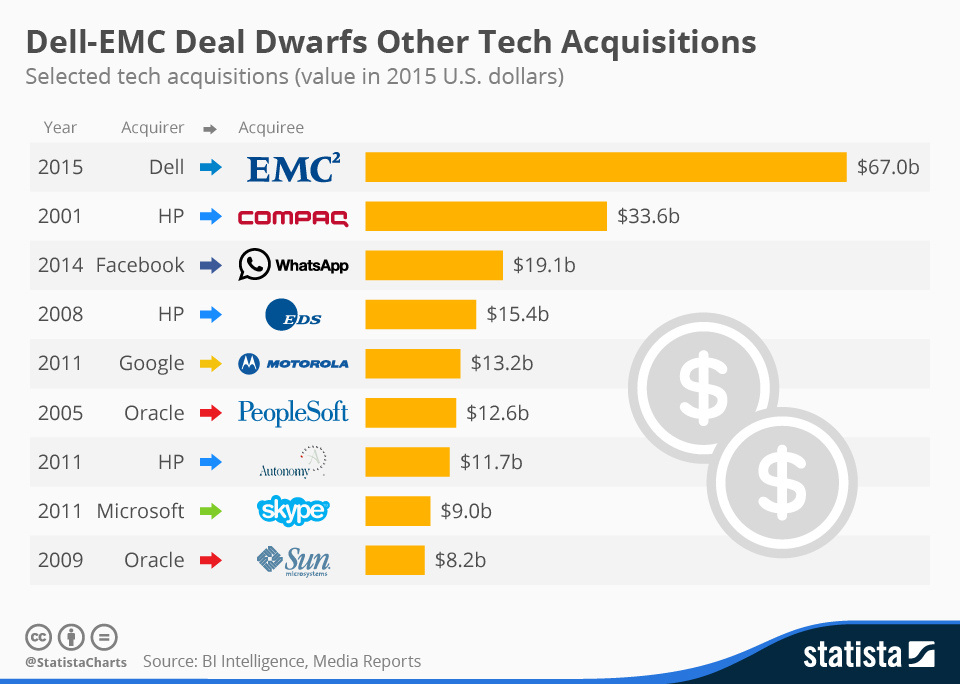 Dell-EMC Deal Dwarfs Other Tech Acquisitions
Selected tech acquisitions (value in 2015 U.S. dollars)
Year Acquirer Acquiree
2015 Dell EMC² $67.0b
2001 HP COMPAQ $33.6b
2014 Facebook WhatsApp $19.1b
2008 HP EDS $15.4b
2011 Google MOTOROLA $13.2b
2005 Oracle PeopleSoft $12.6b
2011 HP Autonomy $11.7b
2011 Microsoft skype $9.0b
2009 Oracle Sun microsystems $8.2b
$
$
cc =
@StatistaCharts Source: BI Intelligence, Media Reports
statista